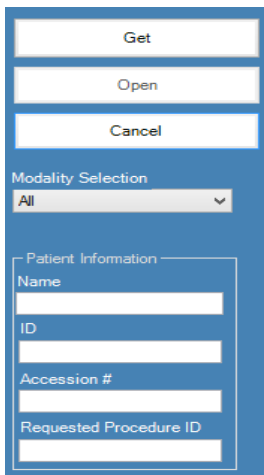 Get
Open
Cancel
Modality Selection
All
Patient Information
Name
ID
Accession #
Requested Procedure ID